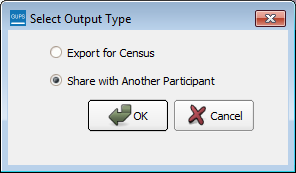 GUPS Select Output Type
Export for Census
Share with Another Participant
OK Cancel